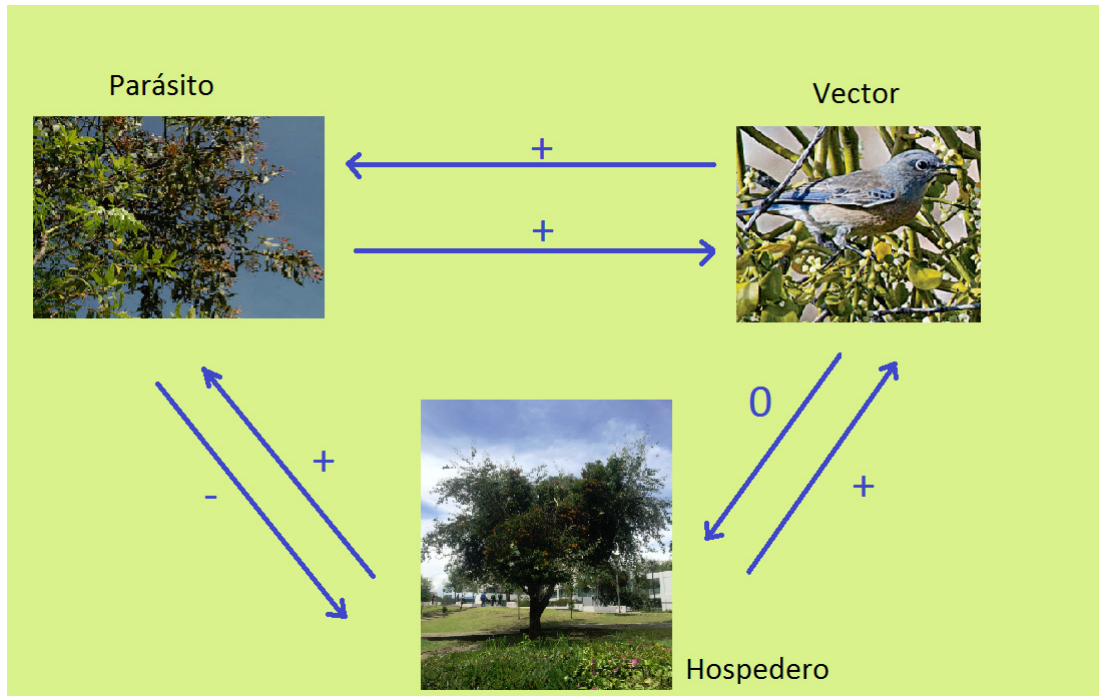 Parásito
Vector
+
+
0
+
-
+
Hospedero